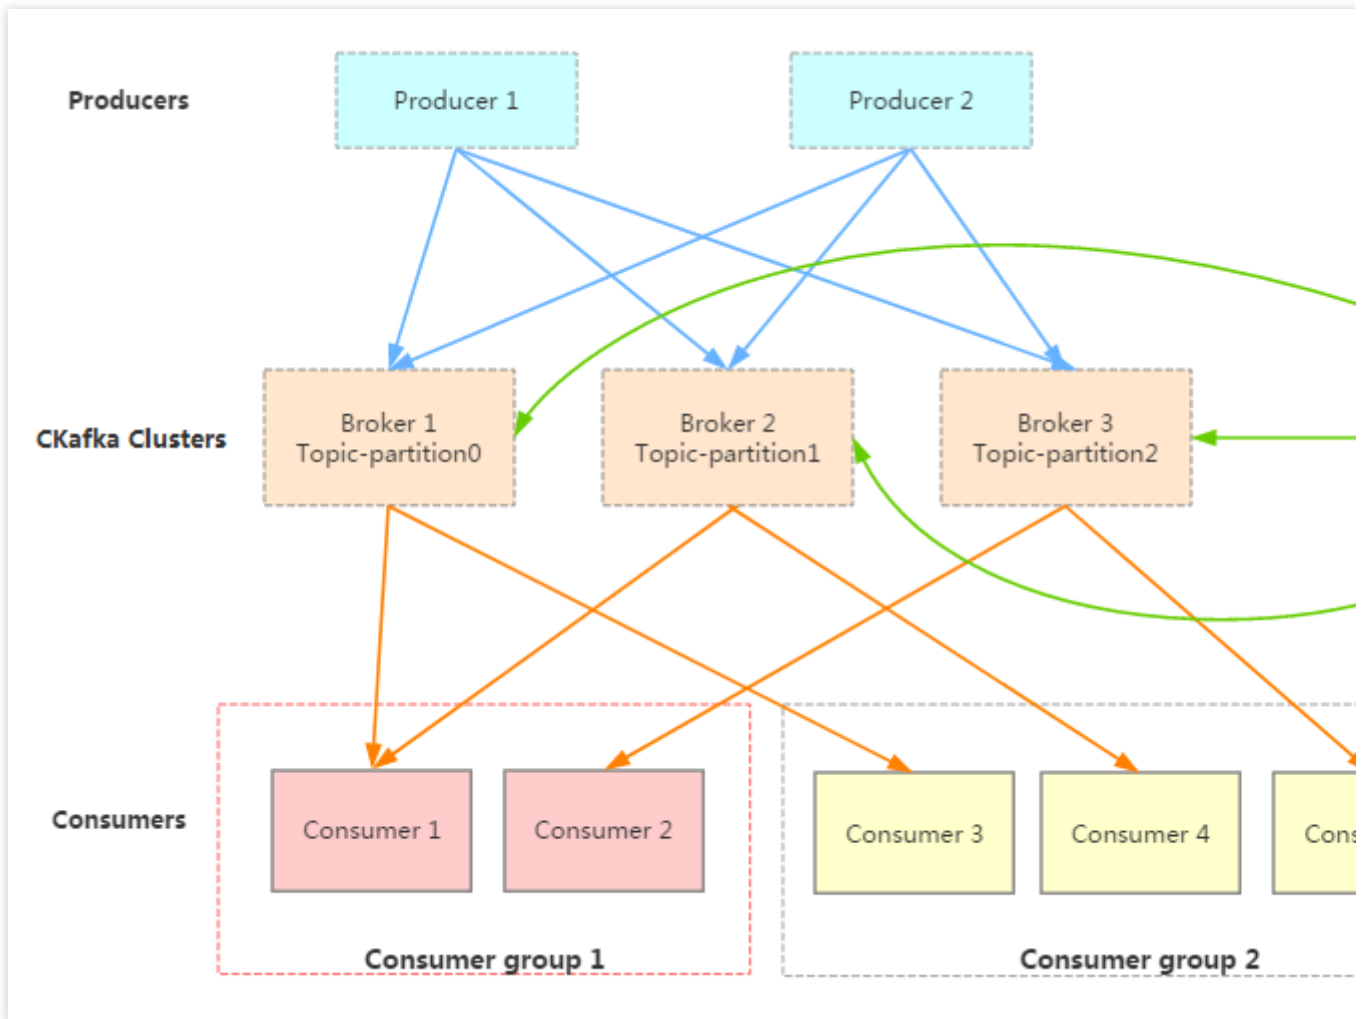 Producers
Producer 1
Producer 2
CKafka Clusters
Broker 1
Topic-partition0
Broker 2
Topic-partition1
Broker 3
Topic-partition2
Consumers
Consumer 1
Consumer 2
Consumer 3
Consumer 4
Consumer group 1
Consumer group 2